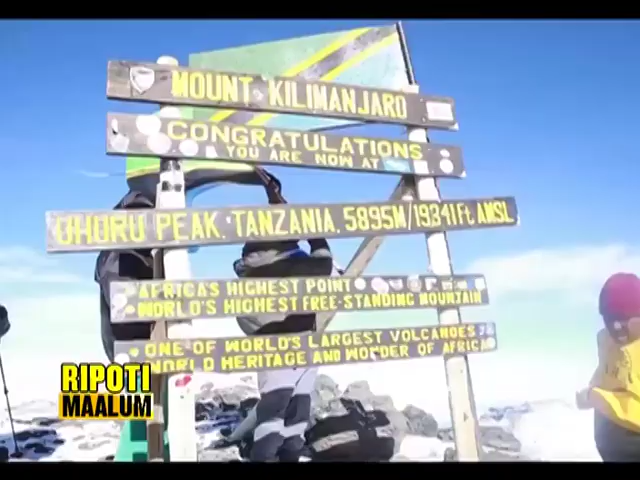 MOUNT KILIMANJARO
CONGRATULATIONS
YOU ARE NOW AT
UHURU PEAK, TANZANIA, 5895M/19341Ft AMSL
AFRICA'S HIGHEST POINT
WORLD'S HIGHEST FREE-STANDING MOUNTAIN
ONE OF WORLD'S LARGEST VOLCANOES
WORLD HERITAGE AND WONDER OF AFRICA
RIPOTI
MAALUM